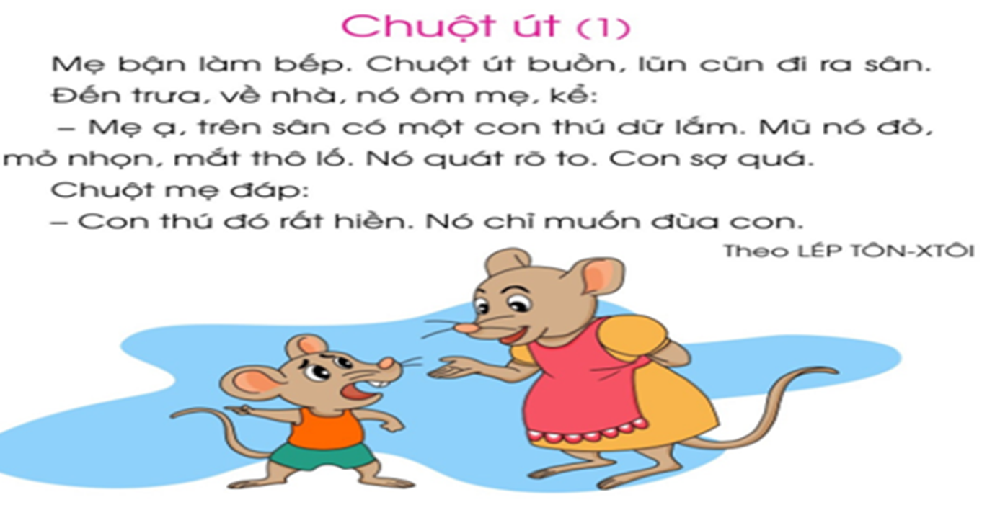 Chuột út (1)
Mẹ bận làm bếp. Chuột út buồn, lũn cũn đi ra sân.
Đến trưa, về nhà, nó ôm mẹ, kể:
– Mẹ ạ, trên sân có một con thú dữ lắm. Mũ nó đỏ,
mỏ nhọn, mắt thô lố. Nó quát rõ to. Con sợ quá.
Chuột mẹ đáp:
– Con thú đó rất hiền. Nó chỉ muốn đùa con.
Theo LÉP TÔN-XTÔI